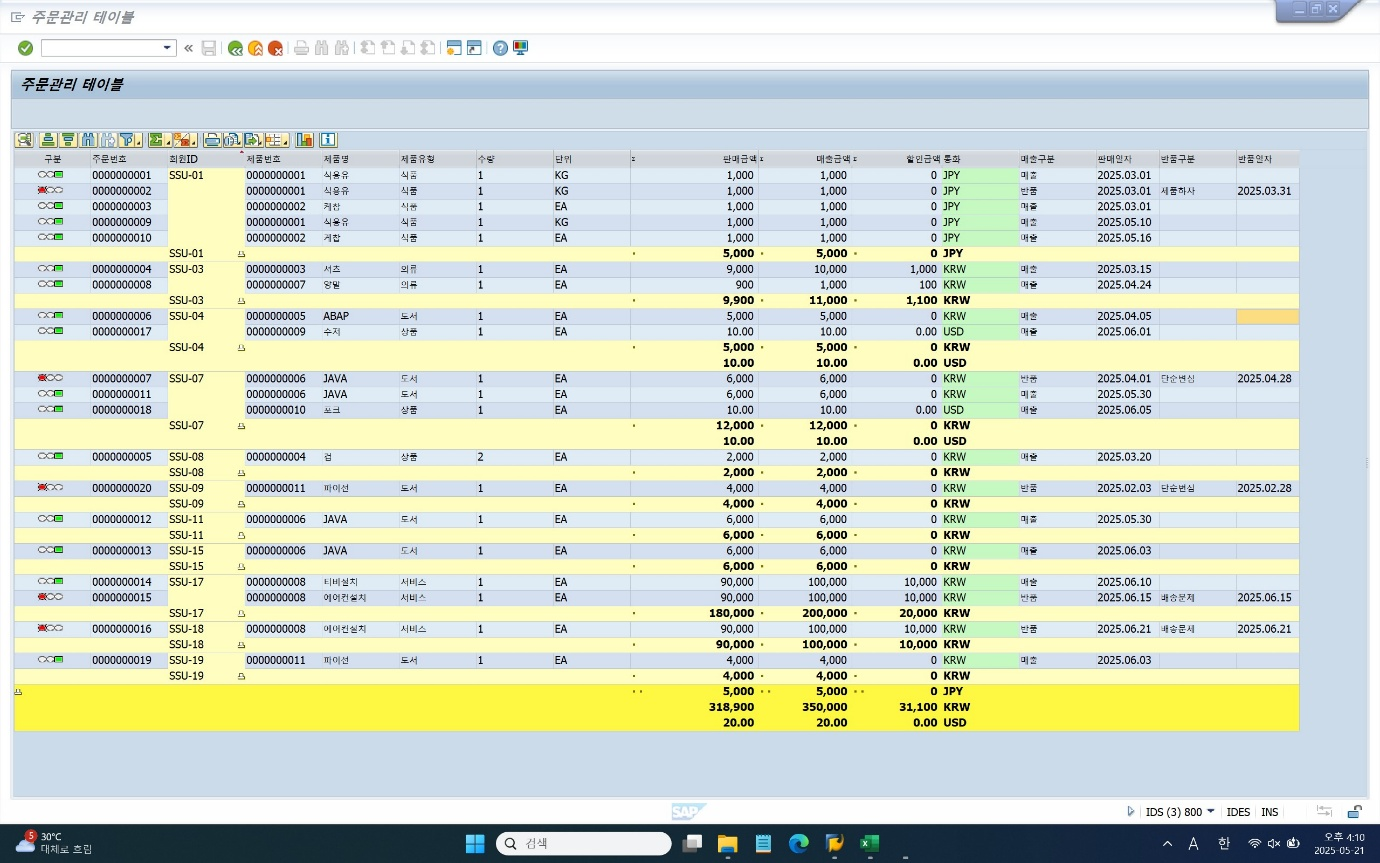 주문관리 테이블
주문관리 테이블
구분 주문번호 회원ID 제품번호 제품명 제품유형 수량 단위 Σ 판매금액 Σ 매출금액 Σ 할인금액 통화 매출구분 판매일자 반품구분 반품일자
0000000001 SSU-01 0000000001 식용유 식품 1 KG 1,000 1,000 0 JPY 매출 2025.03.01
0000000002 0000000001 식용유 식품 1 KG 1,000 1,000 0 JPY 반품 2025.03.01 제품하자 2025.03.31
0000000003 0000000002 케찹 식품 1 EA 1,000 1,000 0 JPY 매출 2025.03.01
0000000009 0000000001 식용유 식품 1 KG 1,000 1,000 0 JPY 매출 2025.05.10
0000000010 0000000002 케찹 식품 1 EA 1,000 1,000 0 JPY 매출 2025.05.16
SSU-01 5,000 5,000 0 JPY
0000000004 SSU-03 0000000003 셔츠 의류 1 EA 9,000 10,000 1,000 KRW 매출 2025.03.15
0000000008 0000000007 양말 의류 1 EA 900 1,000 100 KRW 매출 2025.04.24
SSU-03 9,900 11,000 1,100 KRW
0000000006 SSU-04 0000000005 ABAP 도서 1 EA 5,000 5,000 0 KRW 매출 2025.04.05
0000000017 0000000009 수저 상품 1 EA 10.00 10.00 0.00 USD 매출 2025.06.01
SSU-04 5,000 5,000 0 KRW
10.00 10.00 0.00 USD
0000000007 SSU-07 0000000006 JAVA 도서 1 EA 6,000 6,000 0 KRW 반품 2025.04.01 단순변심 2025.04.28
0000000011 0000000006 JAVA 도서 1 EA 6,000 6,000 0 KRW 매출 2025.05.30
0000000018 0000000010 포크 상품 1 EA 10.00 10.00 0.00 USD 매출 2025.06.05
SSU-07 12,000 12,000 0 KRW
10.00 10.00 0.00 USD
0000000005 SSU-08 0000000004 검 상품 2 EA 2,000 2,000 0 KRW 매출 2025.03.20
SSU-08 2,000 2,000 0 KRW
0000000020 SSU-09 0000000011 파이썬 도서 1 EA 4,000 4,000 0 KRW 반품 2025.02.03 단순변심 2025.02.28
SSU-09 4,000 4,000 0 KRW
0000000012 SSU-11 0000000006 JAVA 도서 1 EA 6,000 6,000 0 KRW 매출 2025.05.30
SSU-11 6,000 6,000 0 KRW
0000000013 SSU-15 0000000006 JAVA 도서 1 EA 6,000 6,000 0 KRW 매출 2025.06.03
SSU-15 6,000 6,000 0 KRW
0000000014 SSU-17 0000000008 티비설치 서비스 1 EA 90,000 100,000 10,000 KRW 매출 2025.06.10
0000000015 0000000008 에어컨설치 서비스 1 EA 90,000 100,000 10,000 KRW 반품 2025.06.15 배송문제 2025.06.15
SSU-17 180,000 200,000 20,000 KRW
0000000016 SSU-18 0000000008 에어컨설치 서비스 1 EA 90,000 100,000 10,000 KRW 반품 2025.06.21 배송문제 2025.06.21
SSU-18 90,000 100,000 10,000 KRW
0000000019 SSU-19 0000000011 파이썬 도서 1 EA 4,000 4,000 0 KRW 매출 2025.06.03
SSU-19 4,000 4,000 0 KRW
5,000 5,000 0 JPY
318,900 350,000 31,100 KRW
20.00 20.00 0.00 USD
SAP
IDS (3) 800 IDES INS
5 30°C
대체로 흐림
검색
A 한
오후 4:10
2025-05-21